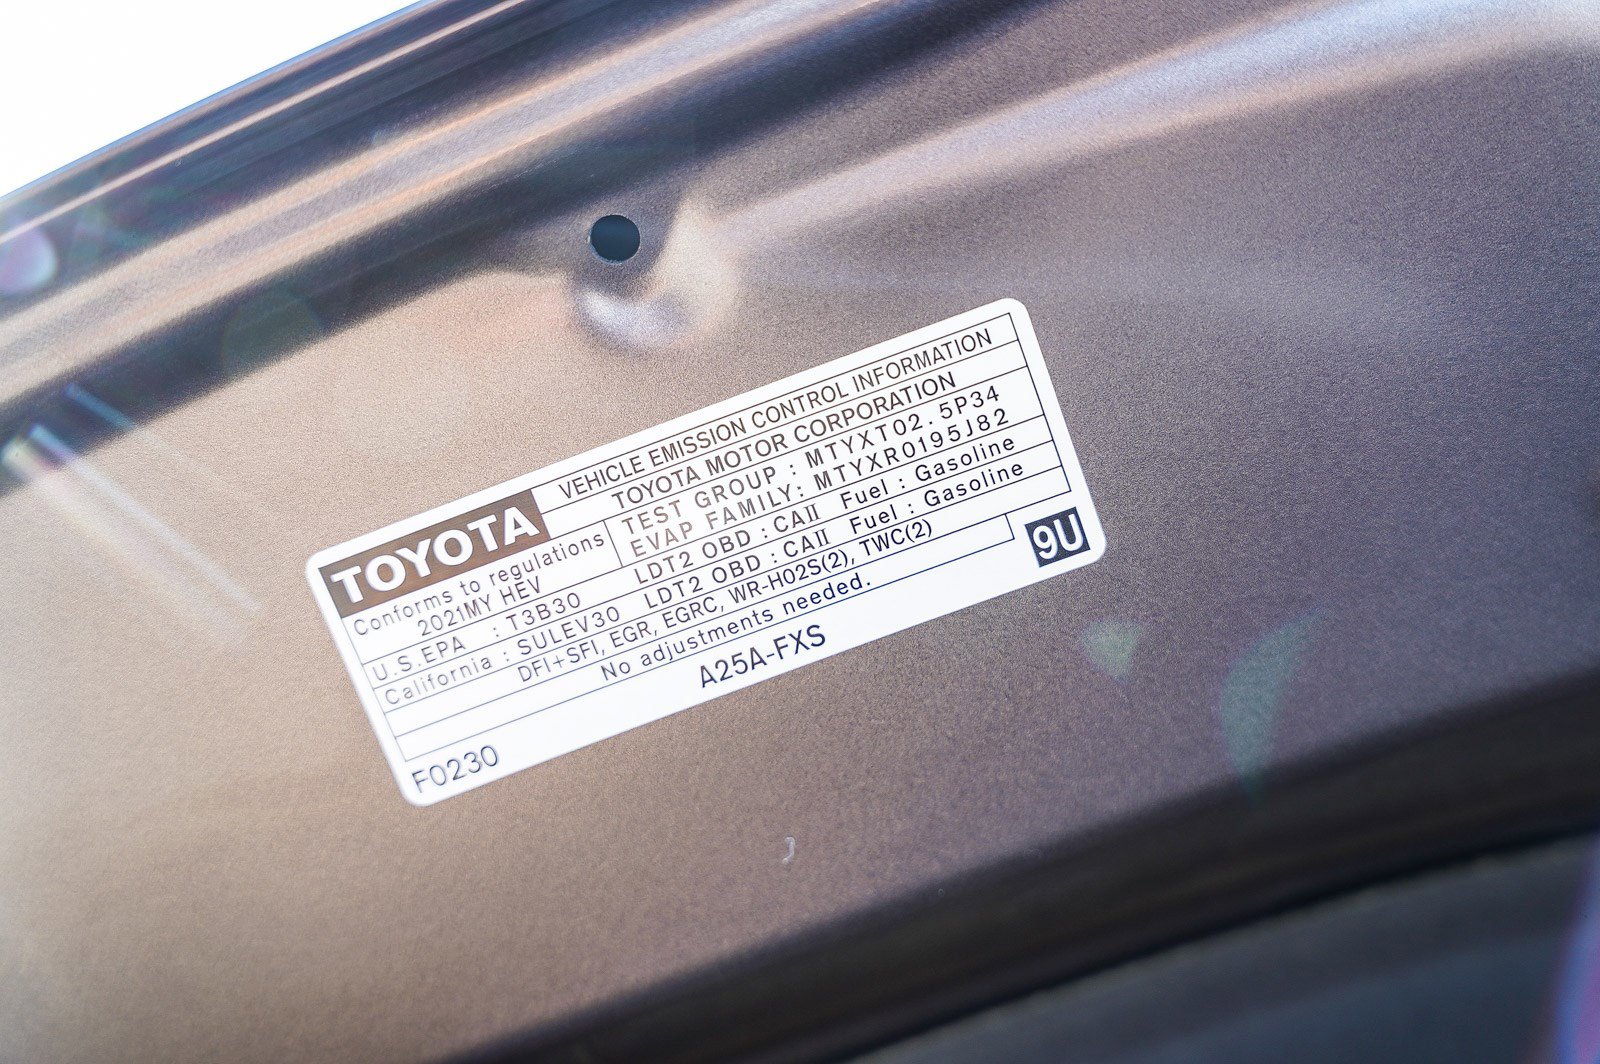 VEHICLE EMISSION CONTROL INFORMATION
TOYOTA
TOYOTA MOTOR CORPORATION
Conforms to regulations
2021MY HEV
TEST GROUP : MTYXT02.5P34
EVAP FAMILY: MTYXR0195J82
U.S.EPA : T3B30 LDT2 OBD : CAII Fuel : Gasoline
California : SULEV30 LDT2 OBD : CAII Fuel : Gasoline
DFI+SFI, EGR, EGRC, WR-HO2S(2), TWC(2)
No adjustments needed.
9U
A25A-FXS
F0230